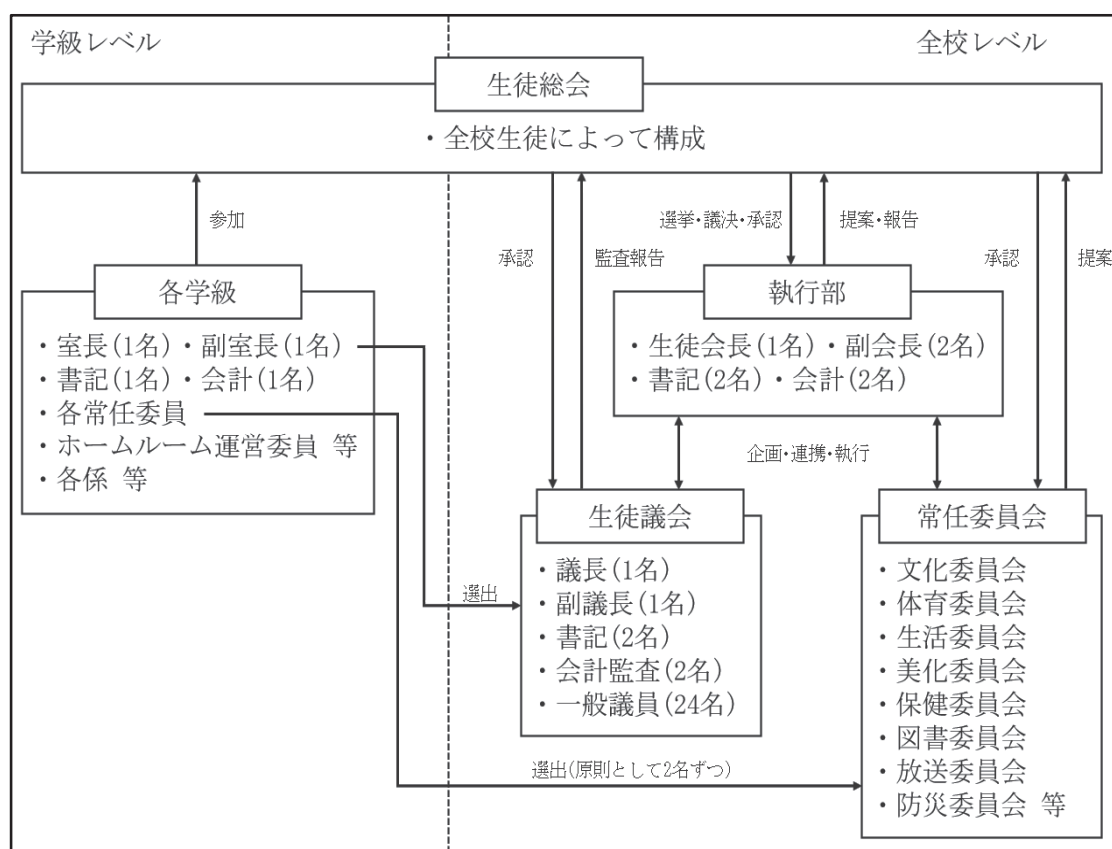 学級レベル
全校レベル
生徒総会
・全校生徒によって構成
参加
承認
監査報告
選挙・議決・承認
提案・報告
承認
提案
各学級
・室長(1名)・副室長(1名)
・書記(1名)・会計(1名)
・各常任委員
・ホームルーム運営委員 等
・各係 等
執行部
・生徒会長(1名)・副会長(2名)
・書記(2名)・会計(2名)
企画・連携・執行
選出
生徒議会
・議長(1名)
・副議長(1名)
・書記(2名)
・会計監査(2名)
・一般議員(24名)
選出(原則として2名ずつ)
常任委員会
・文化委員会
・体育委員会
・生活委員会
・美化委員会
・保健委員会
・図書委員会
・放送委員会
・防災委員会 等